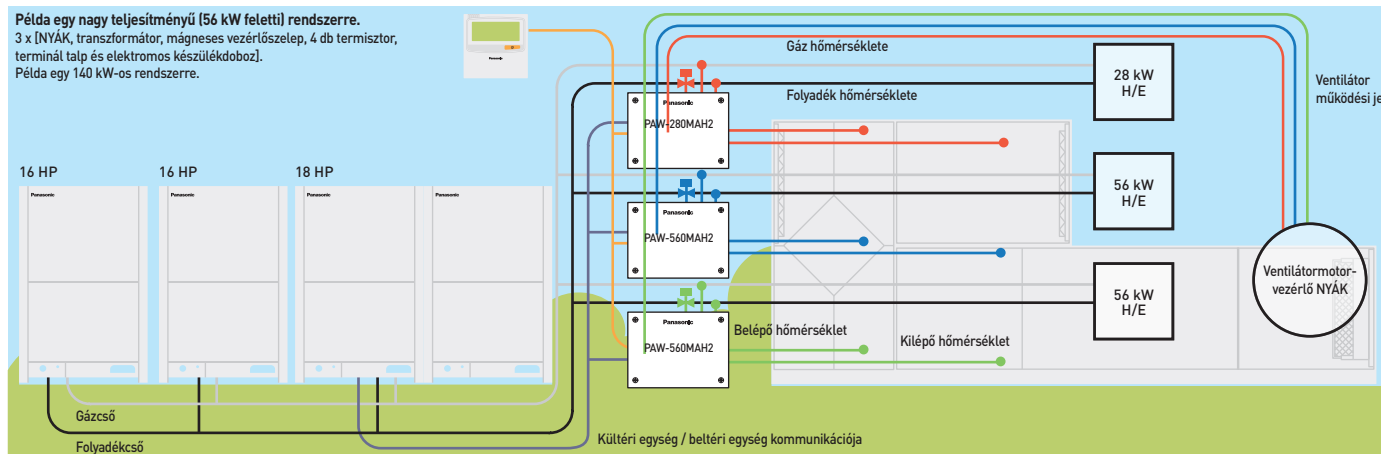 Példa egy nagy teljesítményű (56 kW feletti) rendszerre.
3 x [NYÁK, transzformátor, mágneses vezérlőszelep, 4 db termisztor,
terminál talp és elektromos készülékdoboz].
Példa egy 140 kW-os rendszerre.
Panasonic
Gáz hőmérséklete
Folyadék hőmérséklete
28 kW
H/E
Ventilátor
működési je
Panasonic
PAW-280MAH2
16 HP
16 HP
18 HP
Panasonic
Panasonic
Panasonic
Panasonic
Panasonic
PAW-560MAH2
56 kW
H/E
Ventilátormotor-
vezérlő NYÁK
56 kW
H/E
Panasonic
PAW-560MAH2
Belépő hőmérséklet
Kilépő hőmérséklet
Gázcső
Folyadékcső
Kültéri egység / beltéri egység kommunikációja